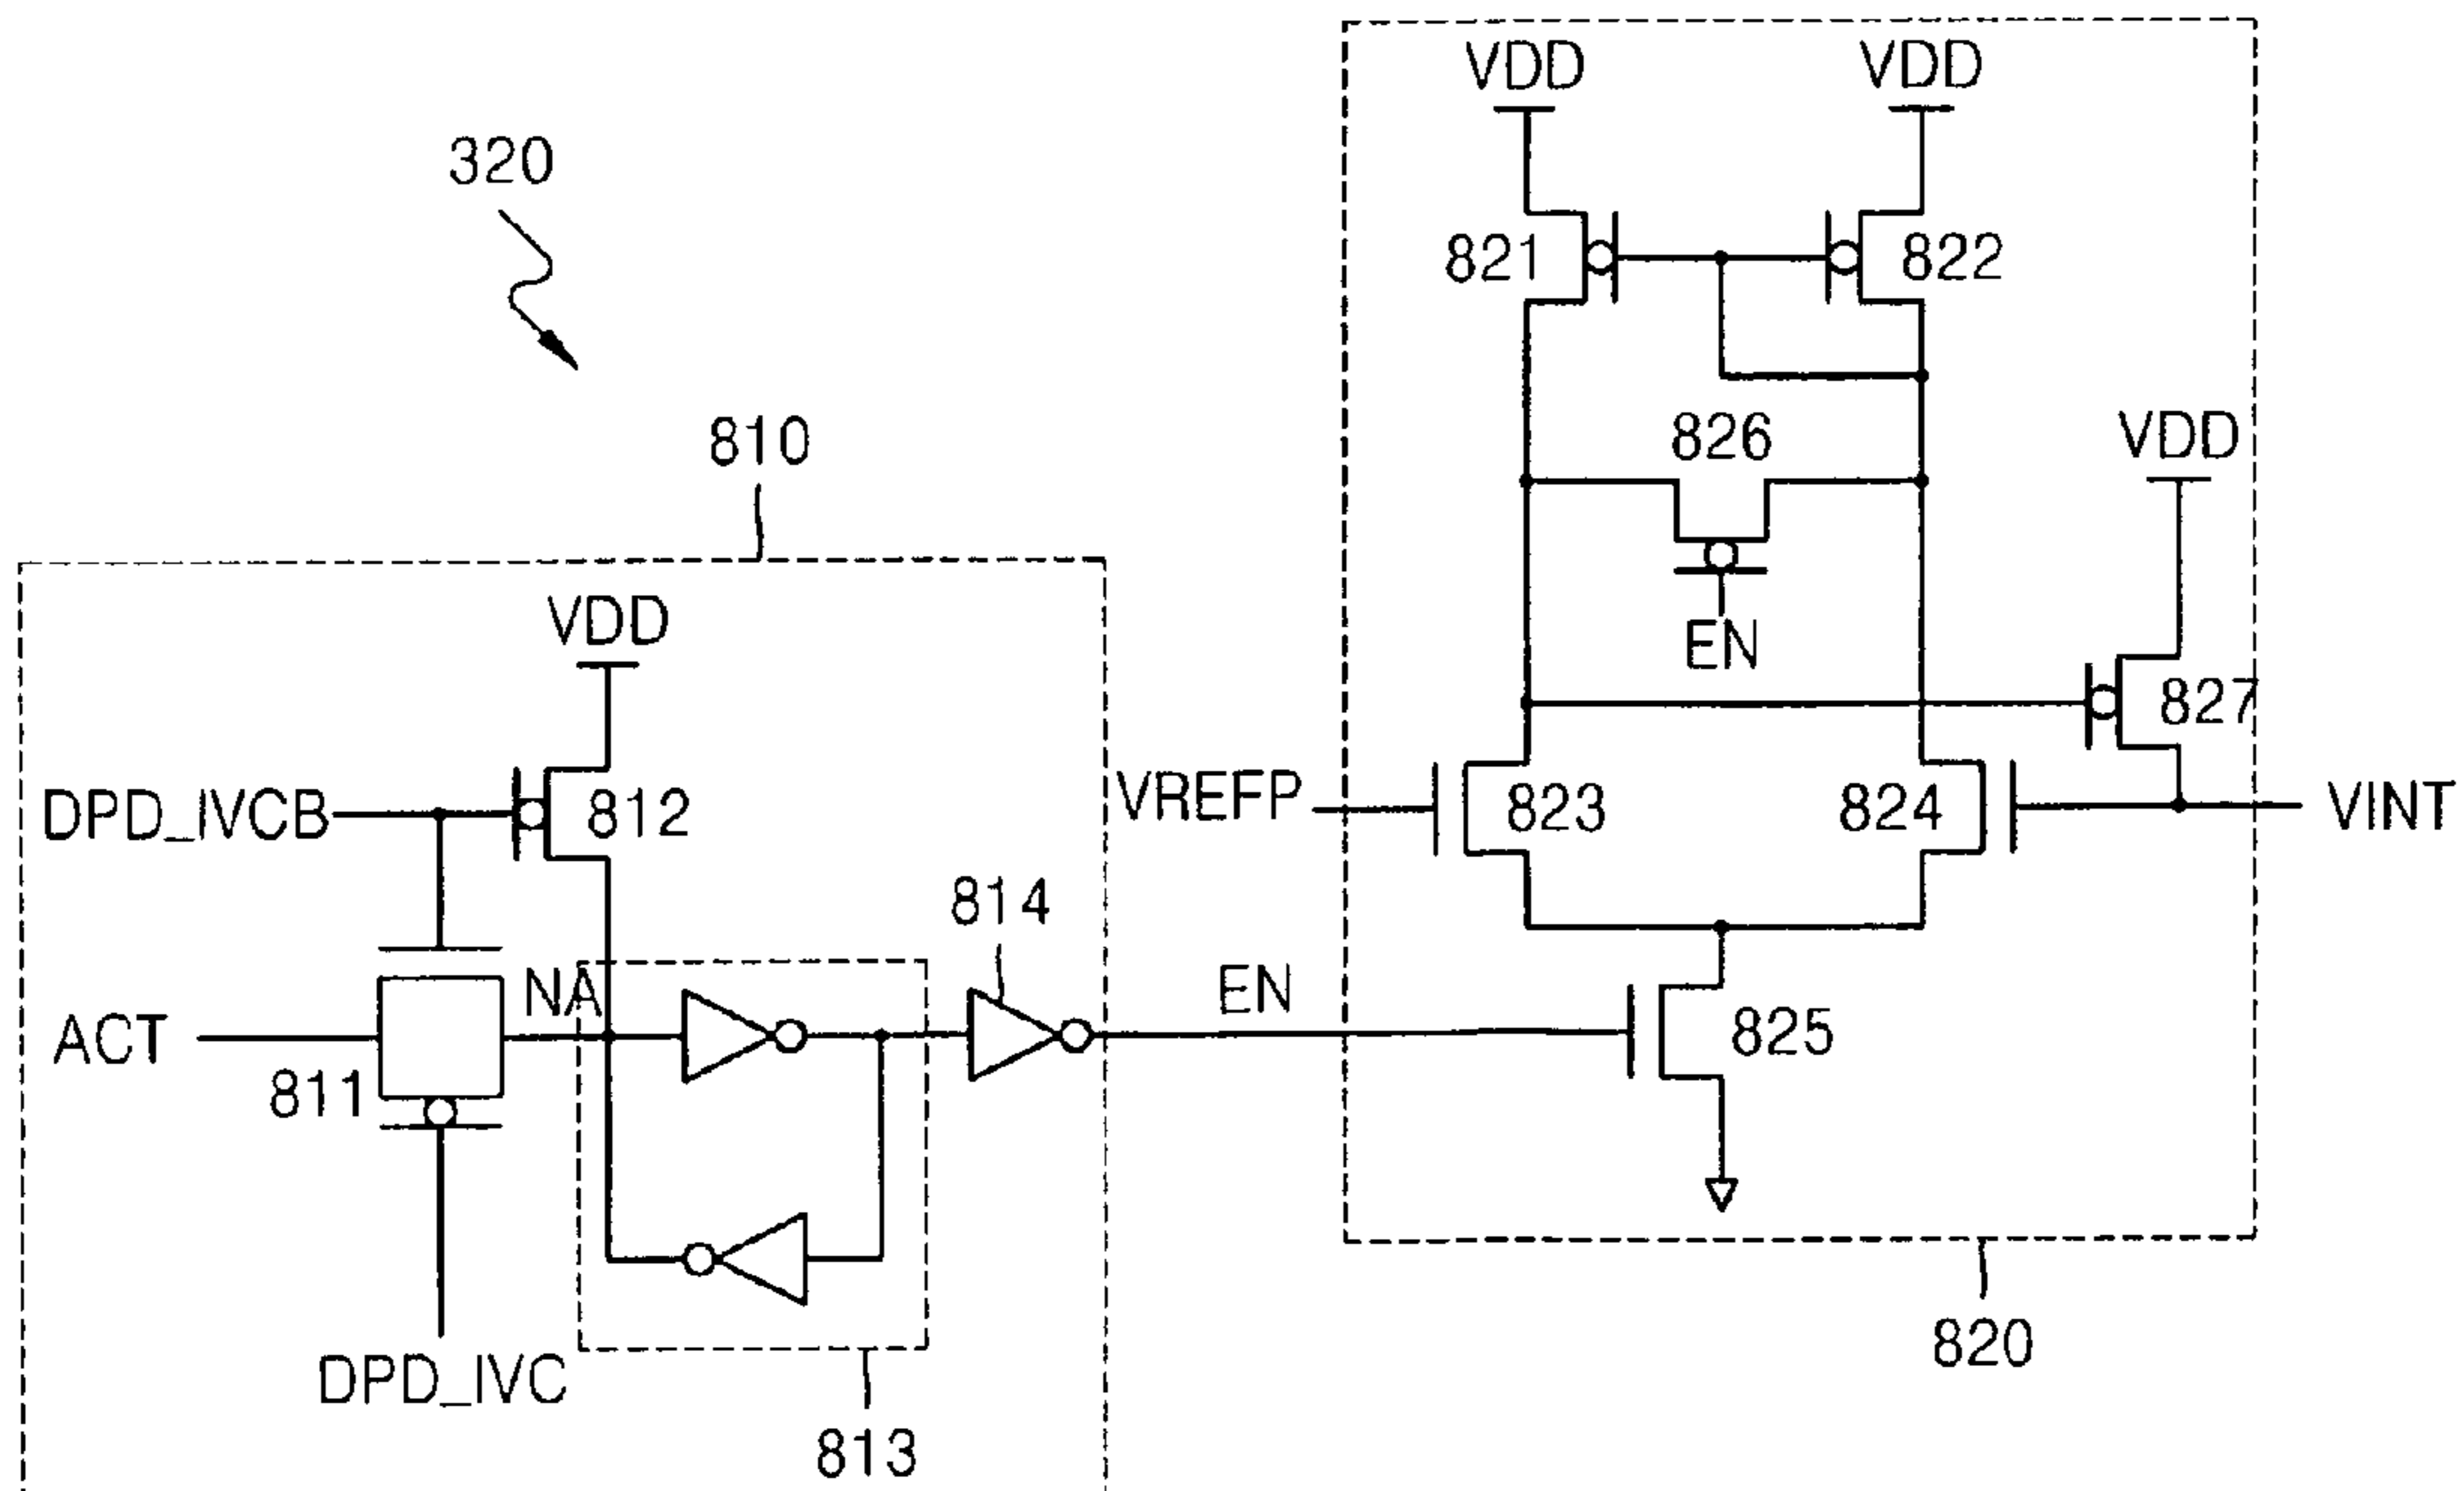 VDD VDD
320
821 822
810
826
VDD
VDD
EN
827
DPD_IVCB 812
VREFP 823 824 VINT
814
NA
EN
ACT
811
825
DPD_IVC
820
813